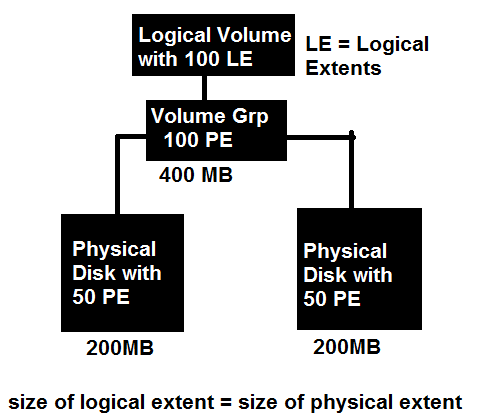 Logical Volume
with 100 LE
LE = Logical
Extents
Volume Grp
100 PE
400 MB
Physical
Disk with
50 PE
200MB
Physical
Disk with
50 PE
200MB
size of logical extent = size of physical extent